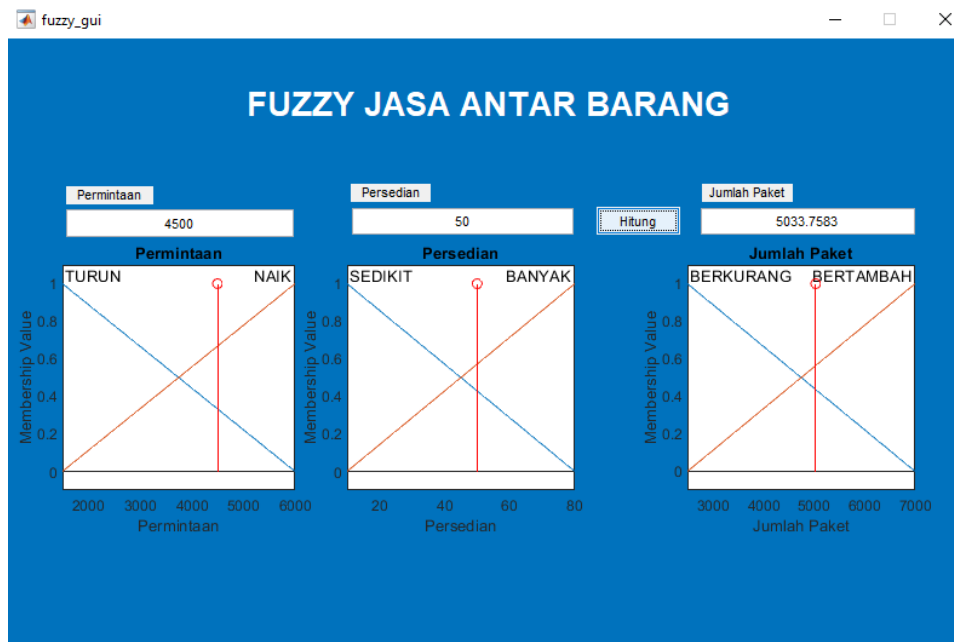 fuzzy_gui
FUZZY JASA ANTAR BARANG
Permintaan
Persedian
Jumlah Paket
4500
50
Hitung
5033.7583
Permintaan
TURUN NAIK
1
0.8
0.6
0.4
0.2
0
Membership Value
2000 3000 4000 5000 6000
Permintaan
Persedian
SEDIKIT BANYAK
1
0.8
0.6
0.4
0.2
0
Membership Value
20 40 60 80
Persedian
Jumlah Paket
BERKURANG BERTAMBAH
1
0.8
0.6
0.4
0.2
0
Membership Value
3000 4000 5000 6000 7000
Jumlah Paket